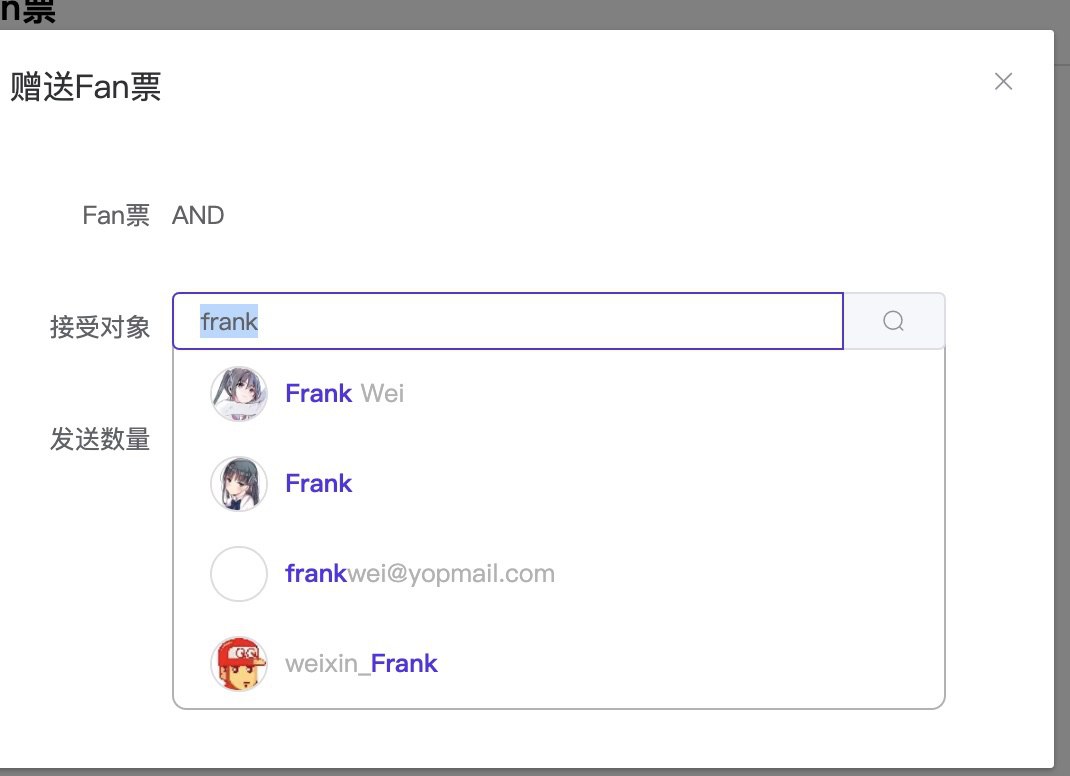 n票
赠送Fan票
Fan票 AND
接受对象 frank
Frank Wei
Frank
frankwei@yopmail.com
weixin_Frank
发送数量